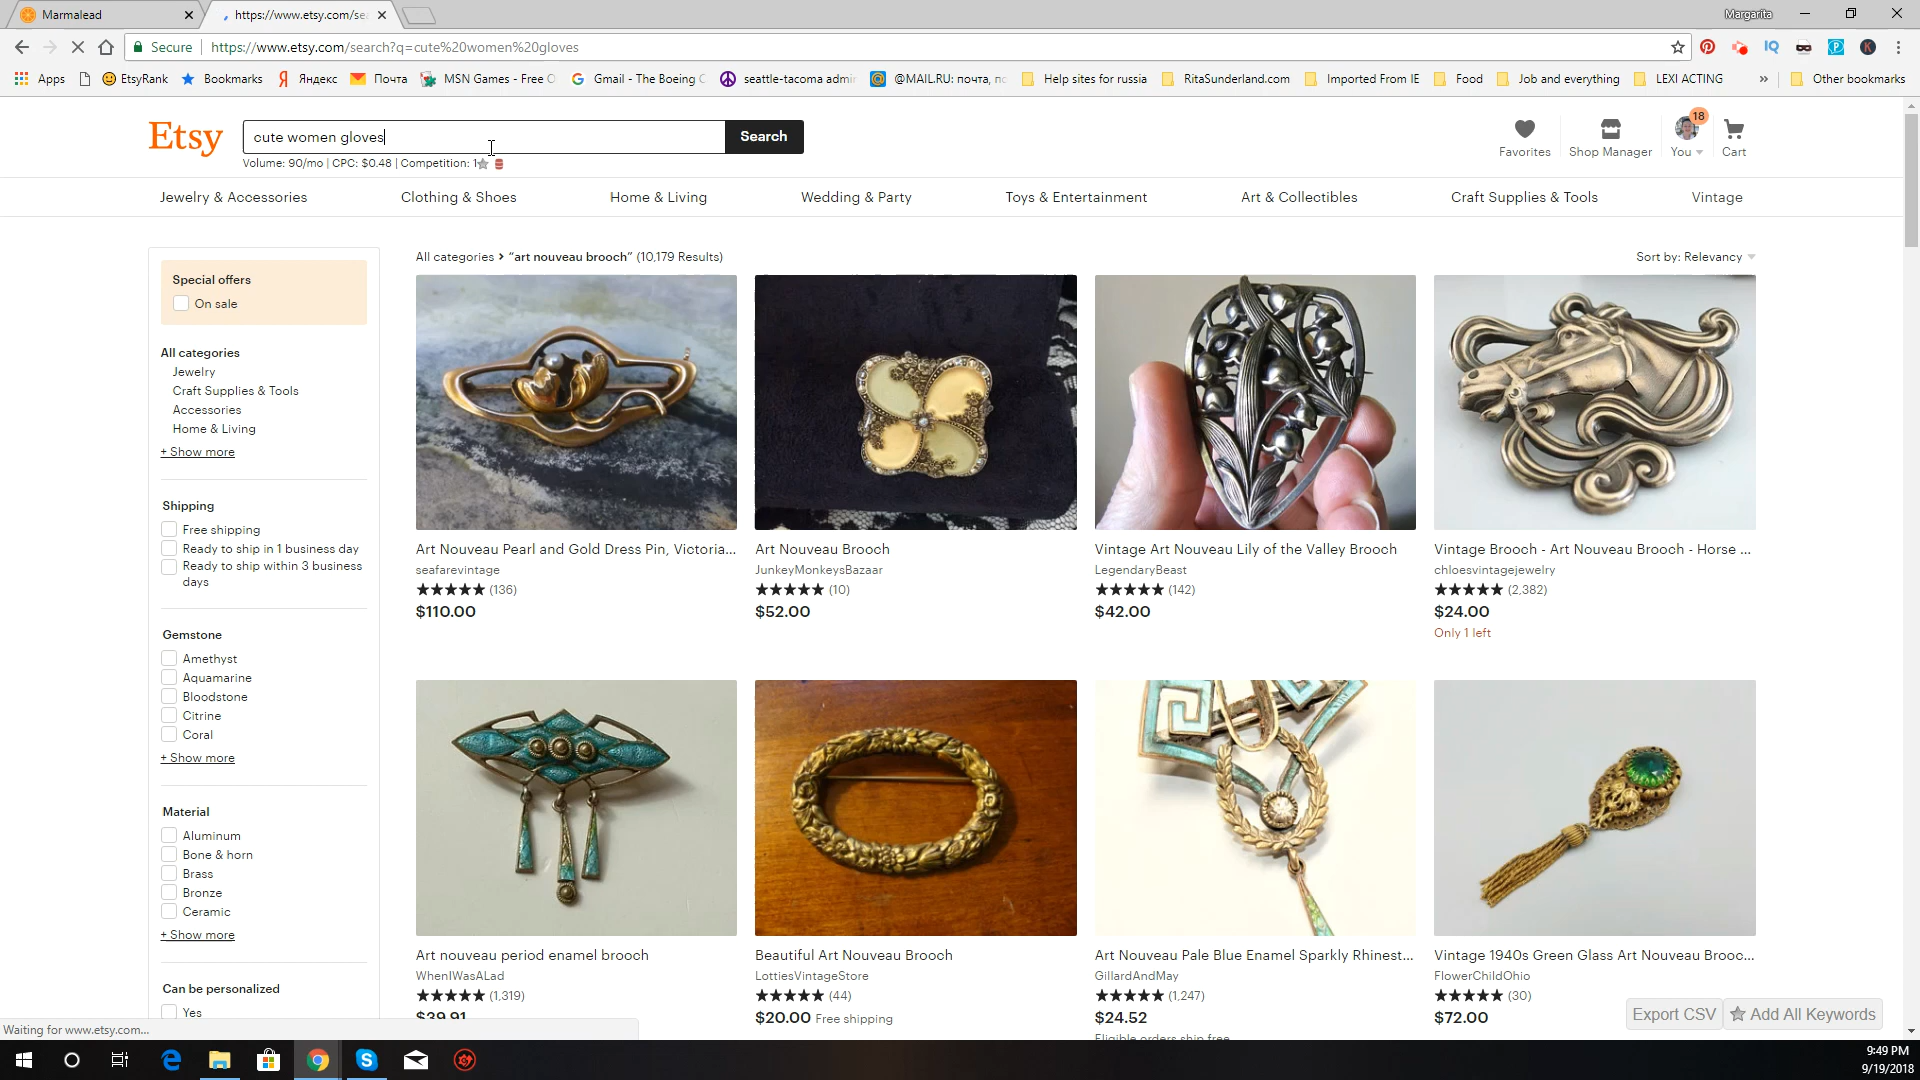 Marmalead
https://www.etsy.com/se
Margarita
Secure
https://www.etsy.com/search?q=cute%20women%20gloves
Apps
EtsyRank
Bookmarks
Яндекс
Почта
MSN Games - Free O
Gmail - The Boeing C
seattle-tacoma admi
@MAIL.RU: почта, п
Help sites for russia
RitaSunderland.com
Imported From IE
Food
Job and everything
LEXI ACTING
»
Other bookmarks
Etsy
cute women gloves
Search
Volume: 90/mo | CPC: $0.48 | Competition: 1
Favorites
Shop Manager
18
You
Cart
Jewelry & Accessories
Clothing & Shoes
Home & Living
Wedding & Party
Toys & Entertainment
Art & Collectibles
Craft Supplies & Tools
Vintage
Special offers
On sale
All categories
Jewelry
Craft Supplies & Tools
Accessories
Home & Living
+ Show more
Shipping
Free shipping
Ready to ship in 1 business day
Ready to ship within 3 business
days
Gemstone
Amethyst
Aquamarine
Bloodstone
Citrine
Coral
+ Show more
Material
Aluminum
Bone & horn
Brass
Bronze
Ceramic
+ Show more
Can be personalized
Yes
All categories > “art nouveau brooch” (10,179 Results)
Sort by: Relevancy
Art Nouveau Pearl and Gold Dress Pin, Victoria...
seafarevintage
★★★★★ (136)
$110.00
Art Nouveau Brooch
JunkeyMonkeysBazaar
★★★★★ (10)
$52.00
Vintage Art Nouveau Lily of the Valley Brooch
LegendaryBeast
★★★★★ (142)
$42.00
Vintage Brooch - Art Nouveau Brooch - Horse ...
chloesvintagejewelry
★★★★★ (2,382)
$24.00
Only 1 left
Art nouveau period enamel brooch
WhenIWasALad
★★★★★ (1,319)
$39.91
Beautiful Art Nouveau Brooch
LottiesVintageStore
★★★★★ (44)
$20.00 Free shipping
Art Nouveau Pale Blue Enamel Sparkly Rhinest...
GillardAndMay
★★★★★ (1,247)
$24.52
Eligible orders ship free
Vintage 1940s Green Glass Art Nouveau Brooc...
FlowerChildOhio
★★★★★ (30)
$72.00
Export CSV
Add All Keywords
Waiting for www.etsy.com...
9:49 PM
9/19/2018